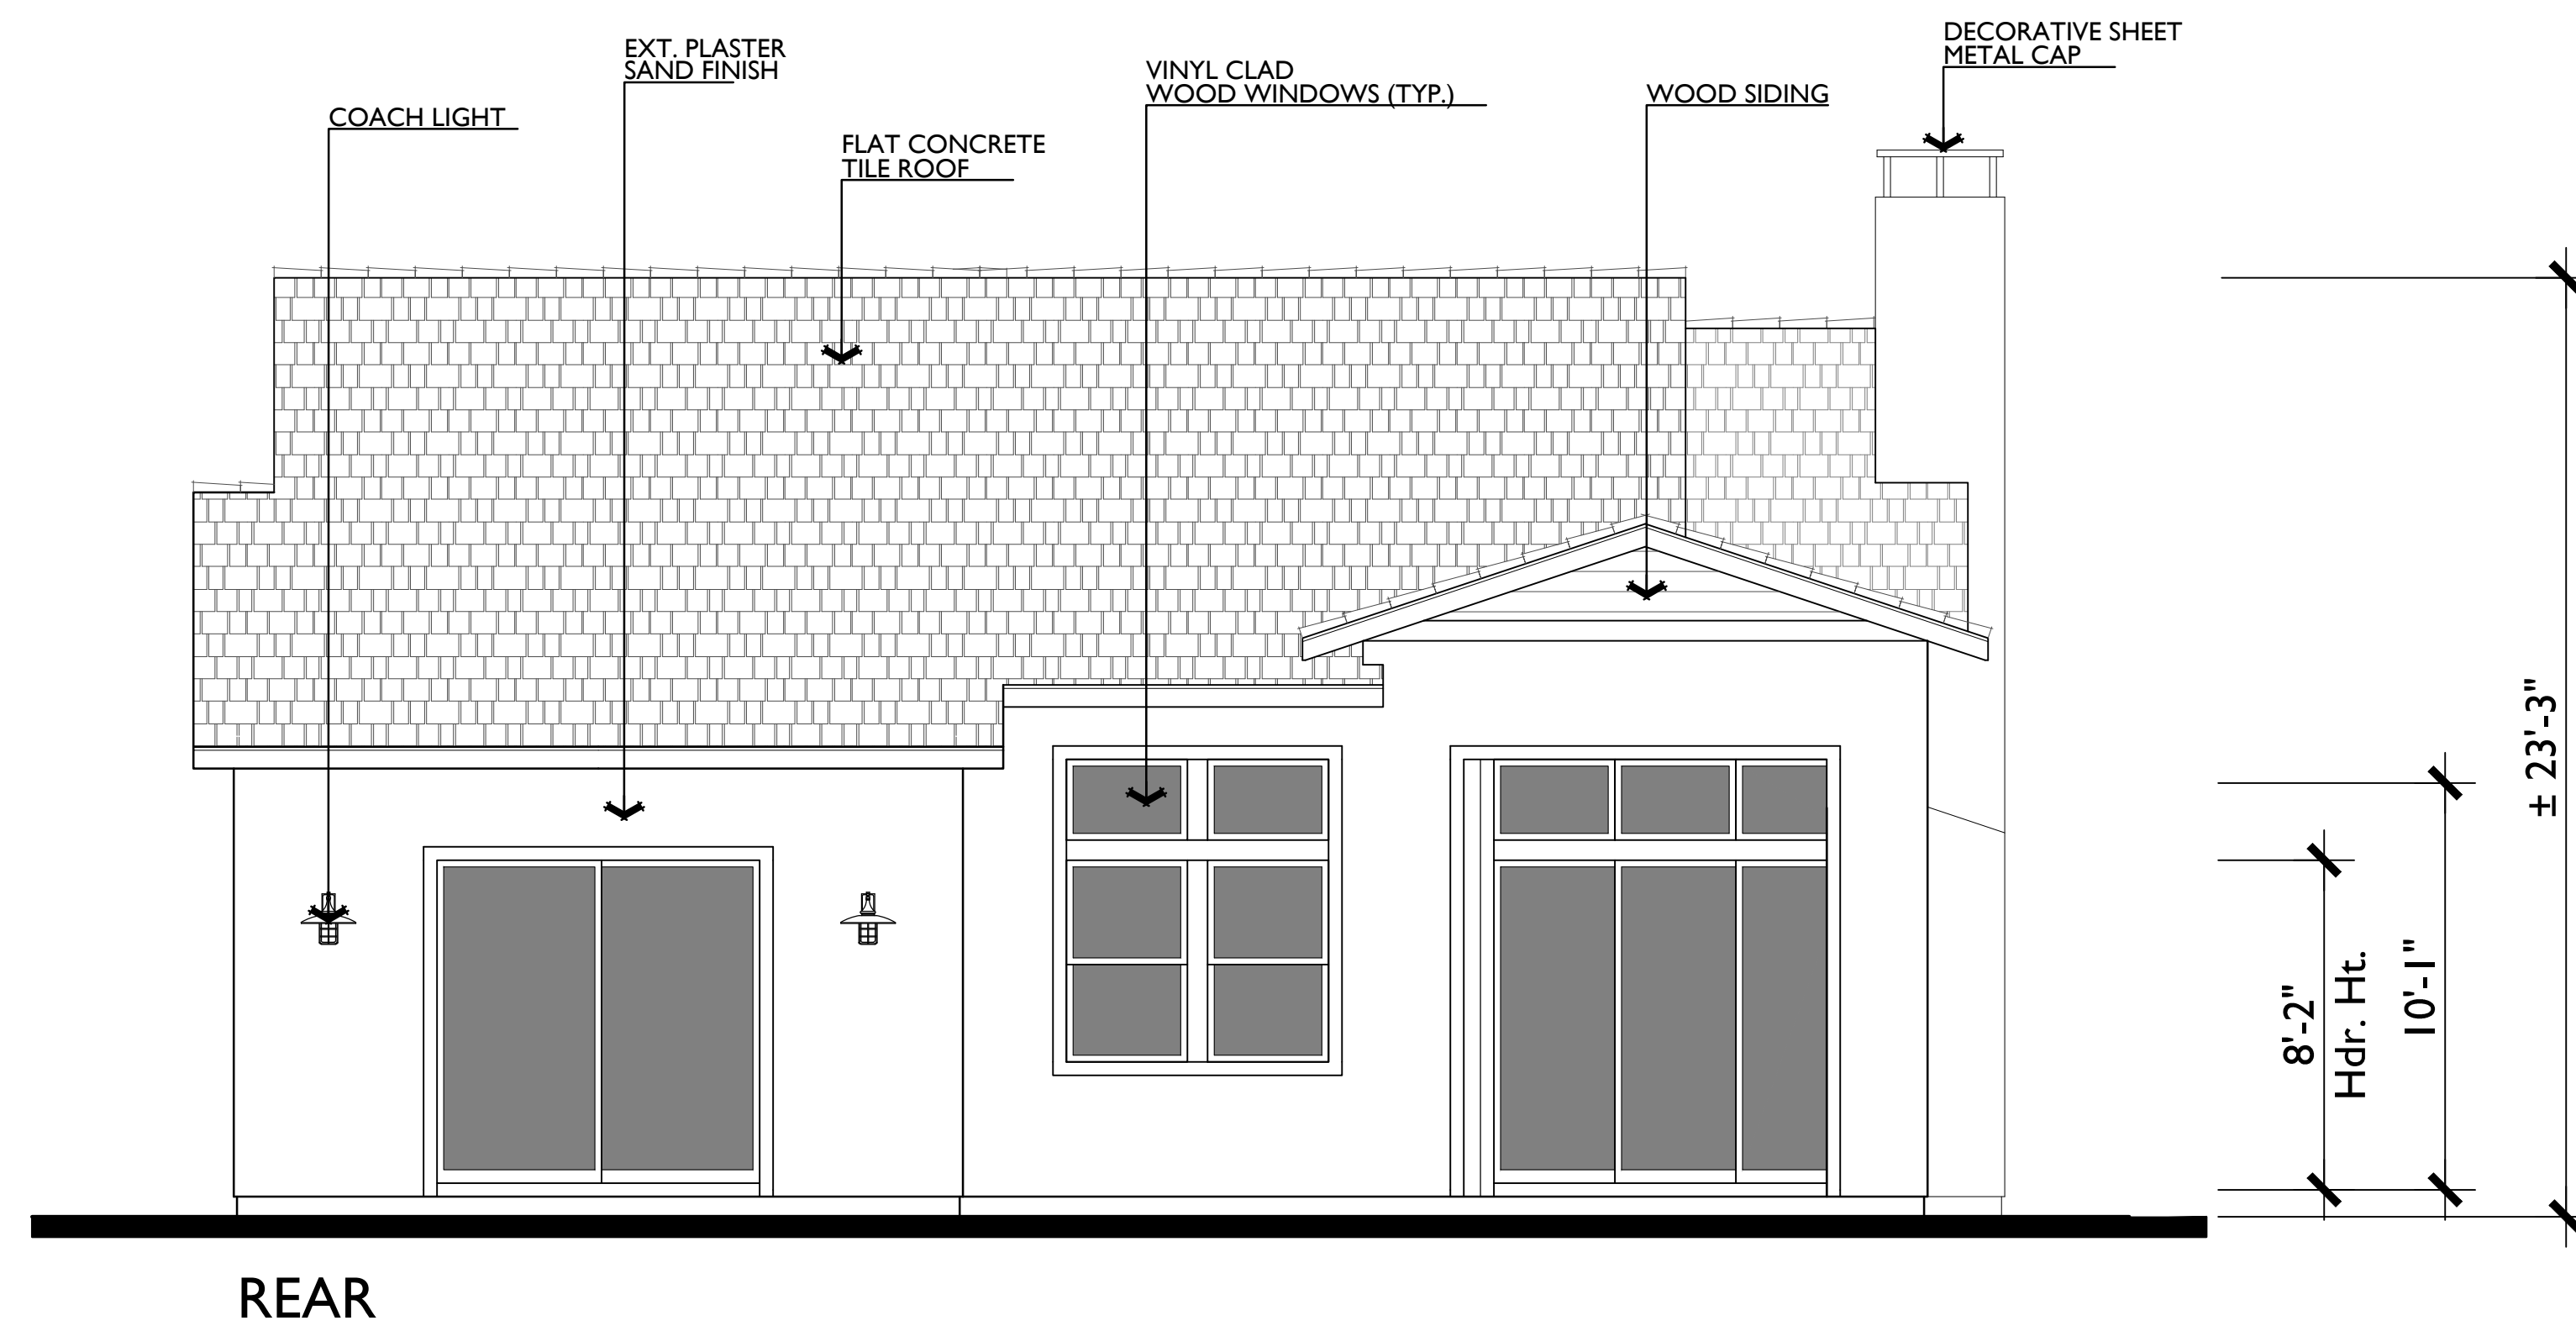 DECORATIVE SHEET
METAL CAP
EXT. PLASTER
SAND FINISH
VINYL CLAD
WOOD WINDOWS (TYP.)
WOOD SIDING
COACH LIGHT
FLAT CONCRETE
TILE ROOF
8'-2"
Hdr. Ht.
10'-1"
± 23'-3"
REAR